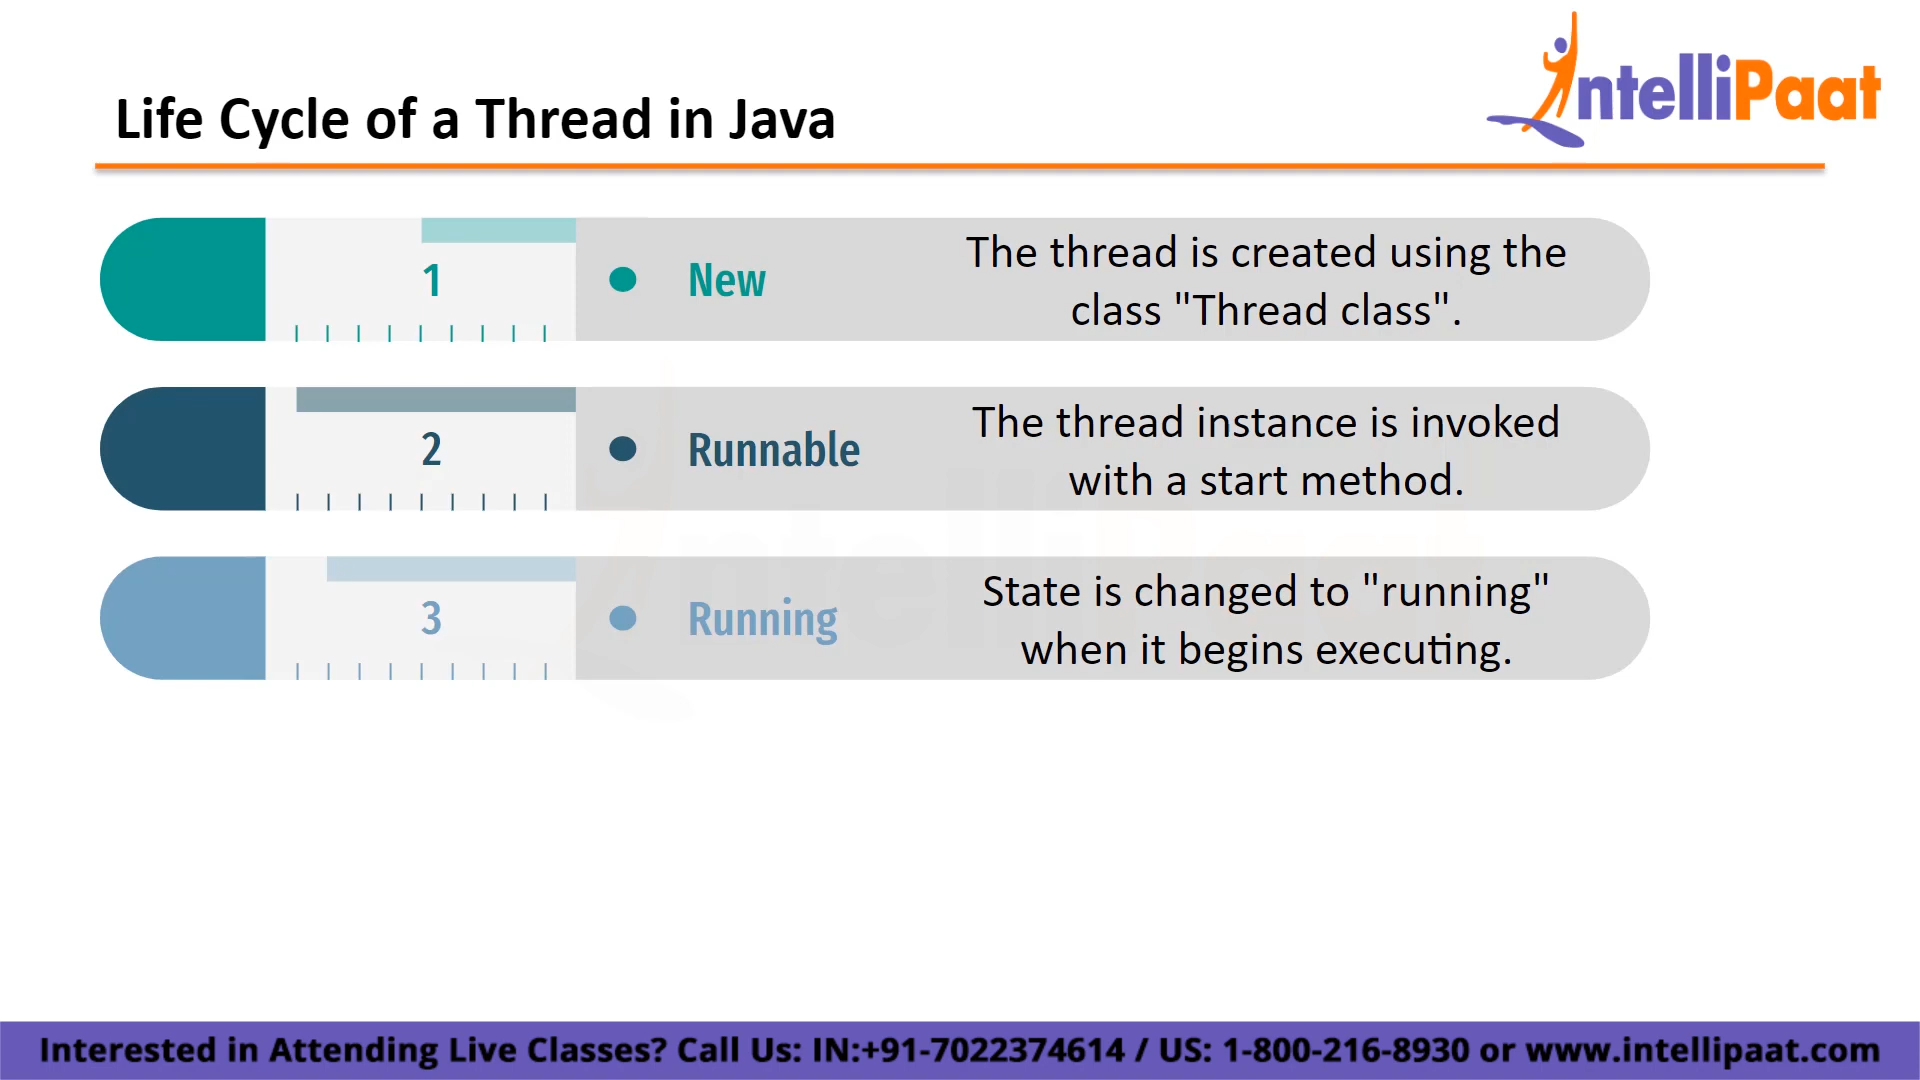 Life Cycle of a Thread in Java
IntelliPaat
1
New
The thread is created using the
class "Thread class".
2
Runnable
The thread instance is invoked
with a start method.
3
Running
State is changed to "running"
when it begins executing.
Interested in Attending Live Classes? Call Us: IN:+91-7022374614 / US: 1-800-216-8930 or www.intellipaat.com